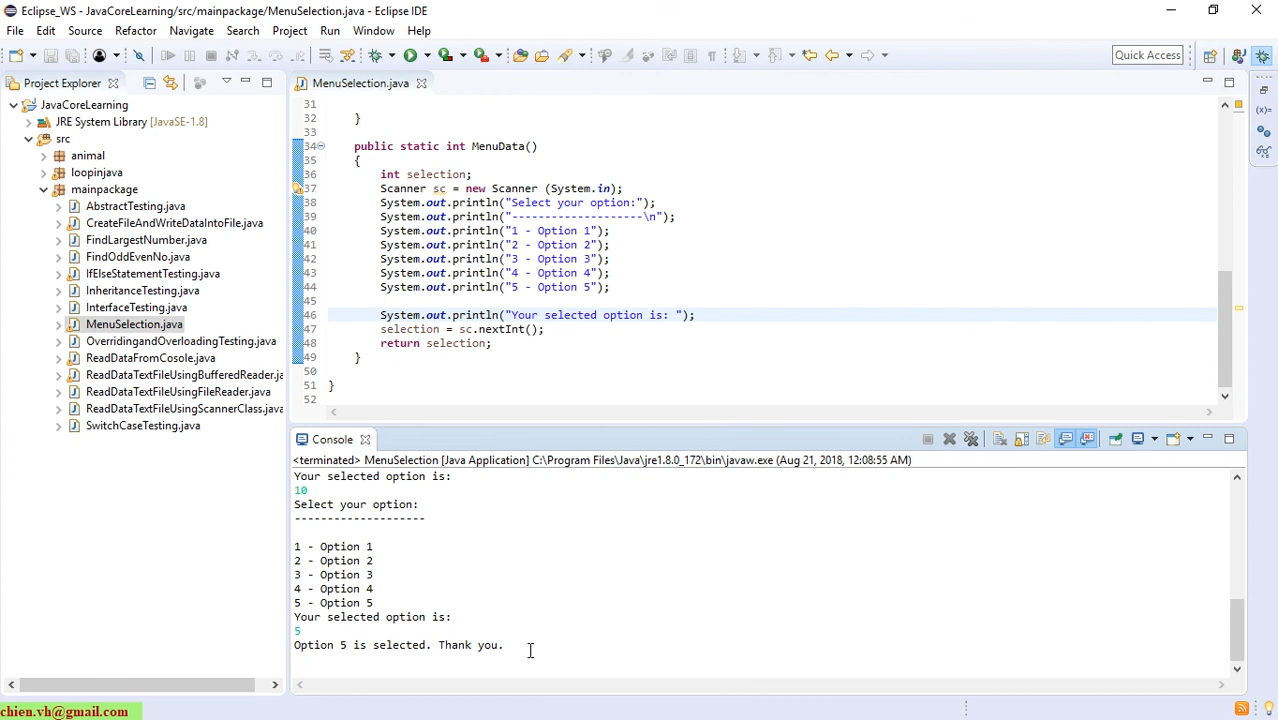 Eclipse_WS - JavaCoreLearning/src/mainpackage/MenuSelection.java - Eclipse IDE
File Edit Source Refactor Navigate Search Project Run Window Help
Quick Access
Project Explorer
JavaCoreLearning
JRE System Library [JavaSE-1.8]
src
animal
loopinjava
mainpackage
AbstractTesting.java
CreateFileAndWriteDataIntoFile.java
FindLargestNumber.java
FindOddEvenNo.java
IfElseStatementTesting.java
InheritanceTesting.java
InterfaceTesting.java
MenuSelection.java
OverridingandOverloadingTesting.java
ReadDataFromCosole.java
ReadDataTextFileUsingBufferedReader.ja
ReadDataTextFileUsingFileReader.java
ReadDataTextFileUsingScannerClass.java
SwitchCaseTesting.java
MenuSelection.java
31
32 }
33
34 public static int MenuData()
35 {
36 int selection;
37 Scanner sc = new Scanner (System.in);
38 System.out.println("Select your option:");
39 System.out.println("--------------------\n");
40 System.out.println("1 - Option 1");
41 System.out.println("2 - Option 2");
42 System.out.println("3 - Option 3");
43 System.out.println("4 - Option 4");
44 System.out.println("5 - Option 5");
45
46 System.out.println("Your selected option is: ");
47 selection = sc.nextInt();
48 return selection;
49 }
50
51 }
52
Console
<terminated> MenuSelection [Java Application] C:\Program Files\Java\jre1.8.0_172\bin\javaw.exe (Aug 21, 2018, 12:08:55 AM)
Your selected option is:
10
Select your option:
--------------------
1 - Option 1
2 - Option 2
3 - Option 3
4 - Option 4
5 - Option 5
Your selected option is:
5
Option 5 is selected. Thank you.
chien.vh@gmail.com